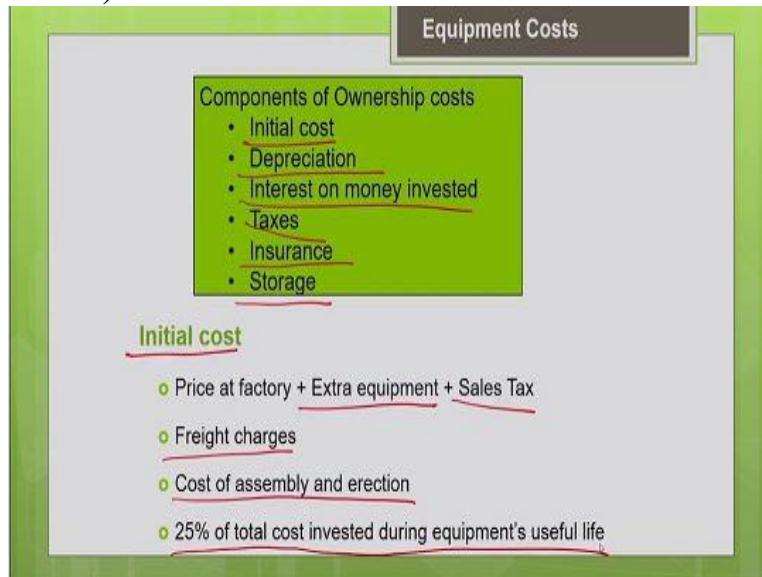 Equipment Costs
Components of Ownership costs
• Initial cost
• Depreciation
• Interest on money invested
• Taxes
• Insurance
• Storage
Initial cost
Price at factory + Extra equipment + Sales Tax
Freight charges
Cost of assembly and erection
25% of total cost invested during equipment's useful life